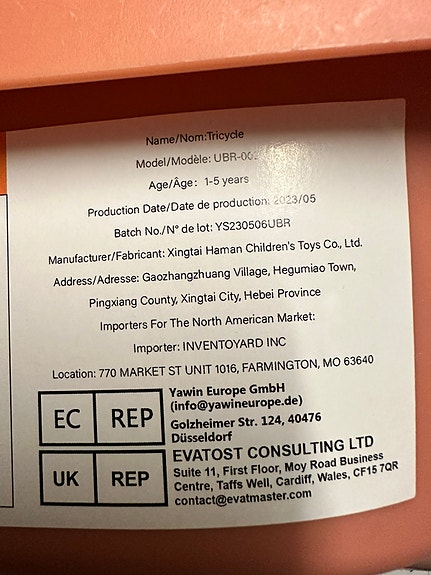 Name/Nom:Tricycle
Model/Modèle: UBR-002
Age/Âge: 1-5 years
Production Date/Date de production: 2023/05
Batch No./N° de lot: YS230506UBR
Manufacturer/Fabricant: Xingtai Haman Children's Toys Co., Ltd.
Address/Adresse: Gaozhangzhuang Village, Hegumiao Town,
Pingxiang County, Xingtai City, Hebei Province
Importers For The North American Market:
Importer: INVENTOYARD INC
Location: 770 MARKET ST UNIT 1016, FARMINGTON, MO 63640
EC REP
Yawin Europe GmbH
(info@yawineurope.de)
Golzheimer Str. 124, 40476
Düsseldorf
UK REP
EVATOST CONSULTING LTD
Suite 11, First Floor, Moy Road Business
Centre, Taffs Well, Cardiff, Wales, CF15 7QR
contact@evatmaster.com